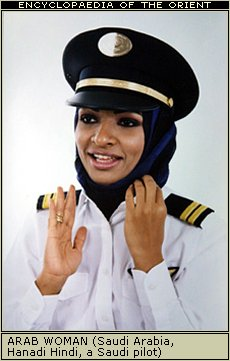 ENCYCLOPAEDIA OF THE ORIENT
ARAB WOMAN (Saudi Arabia,
Hanadi Hindi, a Saudi pilot)